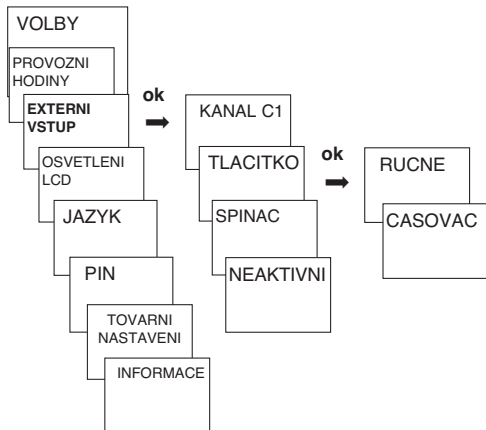 VOLBY
PROVOZNI
HODINY
EXTERNI
VSTUP
OSVETLENI
LCD
JAZYK
PIN
TOVARNI
NASTAVENI
INFORMACE
ok
KANAL C1
TLACITKO
SPINAC
NEAKTIVNI
ok
RUCNE
CASOVAC